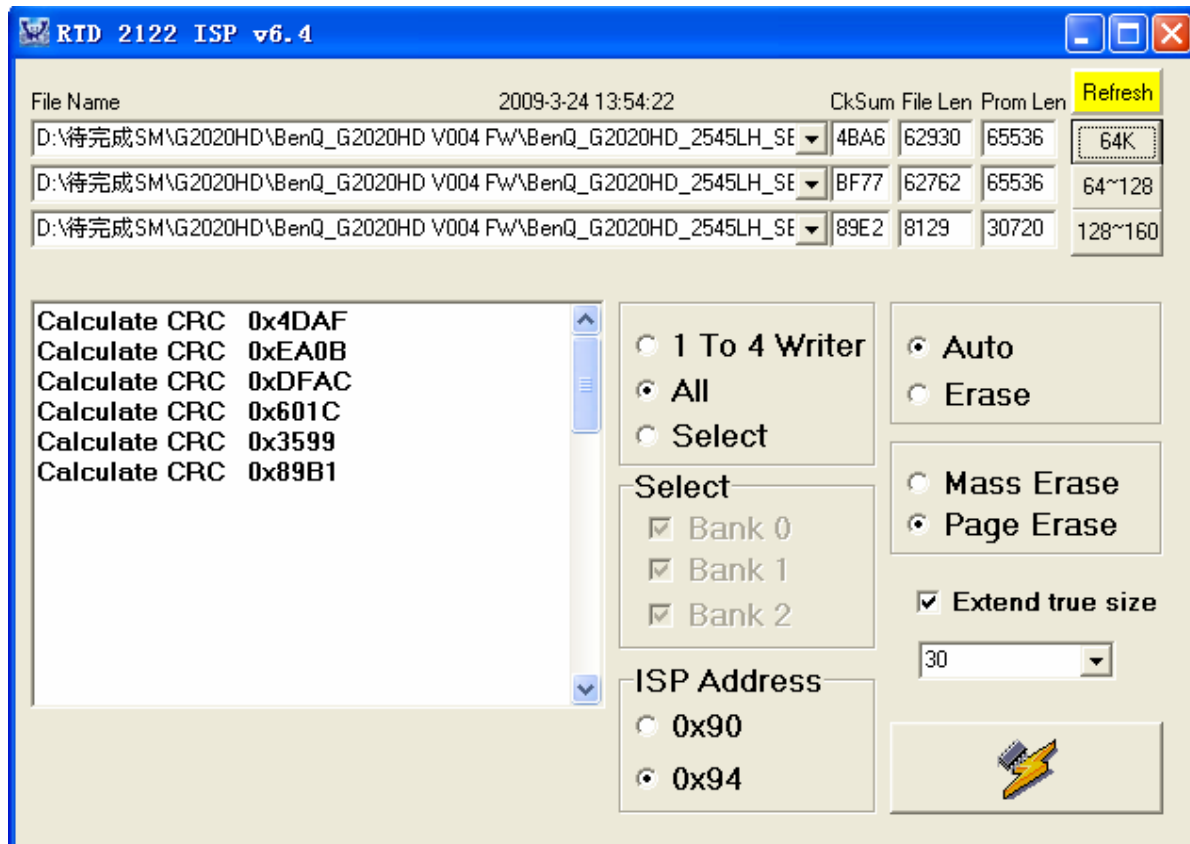 RTD 2122 ISP v6.4
File Name 2009-3-24 13:54:22 CkSum File Len Prom Len Refresh
D:\待完成SM\G2020HD\BenQ_G2020HD V004 FW\BenQ_G2020HD_2545LH_SE 4BA6 62930 65536 64K
D:\待完成SM\G2020HD\BenQ_G2020HD V004 FW\BenQ_G2020HD_2545LH_SE BF77 62762 65536 64~128
D:\待完成SM\G2020HD\BenQ_G2020HD V004 FW\BenQ_G2020HD_2545LH_SE 89E2 8129 30720 128~160
Calculate CRC 0x4DAF
Calculate CRC 0xEA0B
Calculate CRC 0xDFAC
Calculate CRC 0x601C
Calculate CRC 0x3599
Calculate CRC 0x89B1
1 To 4 Writer
All
Select
Select
Bank 0
Bank 1
Bank 2
ISP Address
0x90
0x94
Auto
Erase
Mass Erase
Page Erase
Extend true size
30